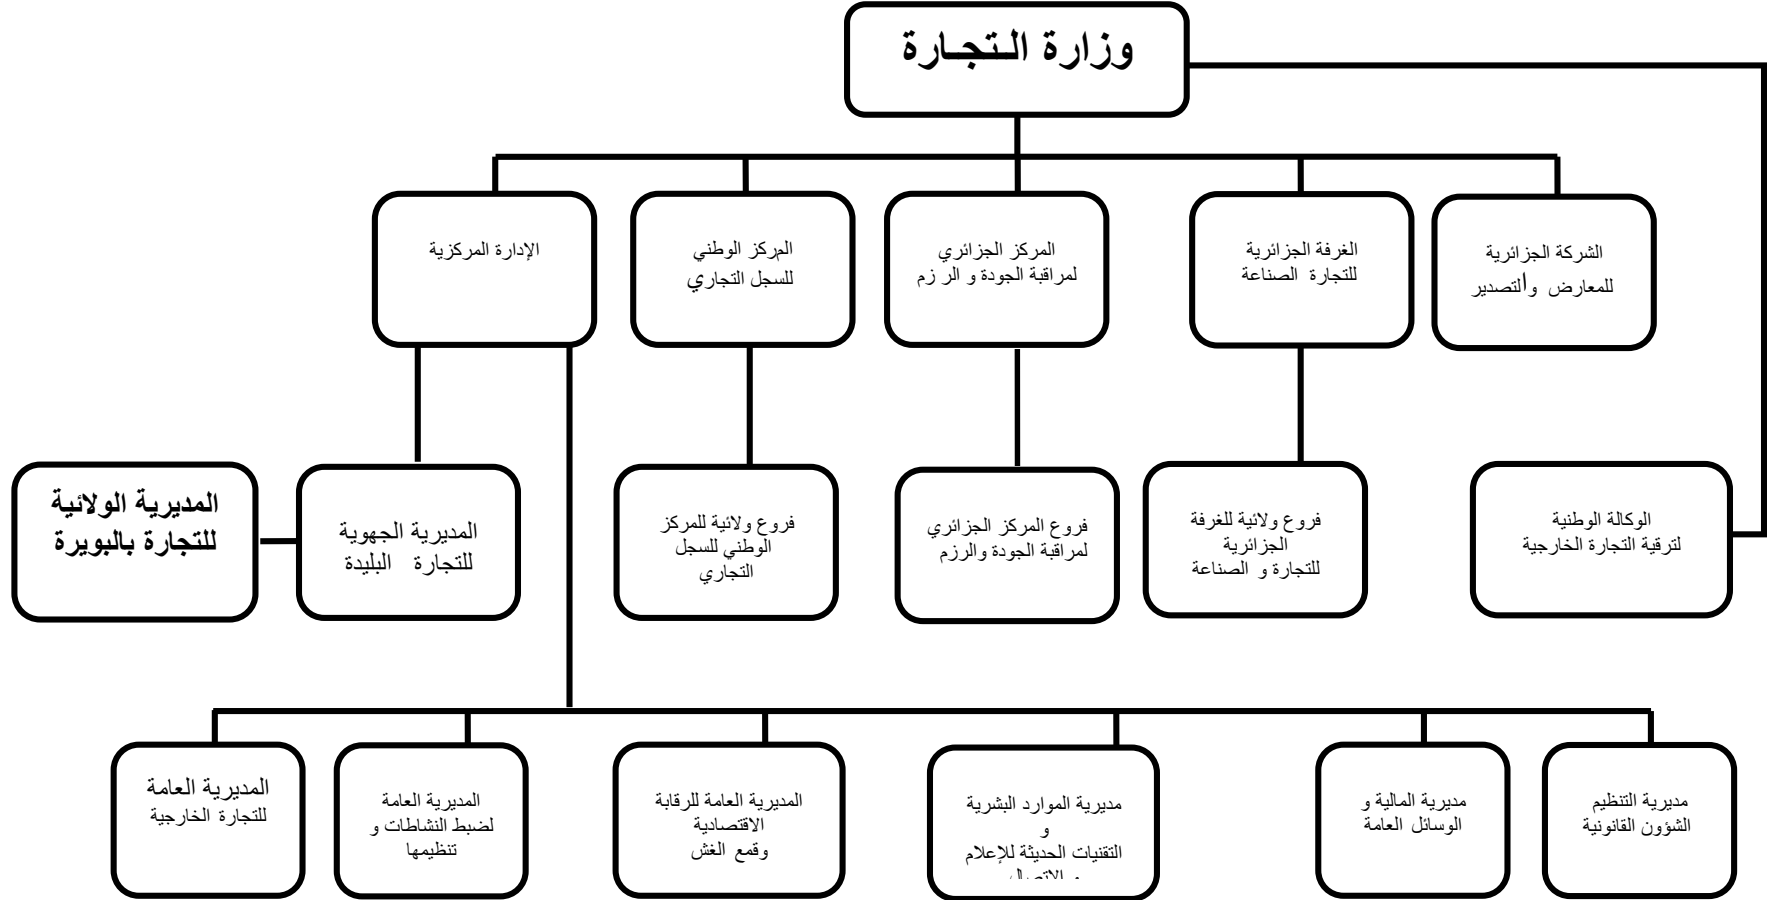 وزارة التجارة
الشركة الجزائرية
للمعارض والتصدير
الغرفة الجزائرية
للتجارة الصناعة
المركز الجزائري
لمراقبة الجودة و الر زم
المركز الوطني
للسجل التجاري
الإدارة المركزية
الوكالة الوطنية
لترقية التجارة الخارجية
فروع ولائية للغرفة
الجزائرية
للتجارة و الصناعة
فروع المركز الجزائري
لمراقبة الجودة والرزم
فروع ولائية للمركز
الوطني للسجل
التجاري
المديرية الجهوية
للتجارة البليدة
المديرية الولائية
للتجارة بالبويرة
مديرية التنظيم
الشؤون القانونية
مديرية المالية و
الوسائل العامة
مديرية الموارد البشرية
و
التقنيات الحديثة للإعلام
و الاتصال
المديرية العامة للرقابة
الاقتصادية
وقمع الغش
المديرية العامة
لضبط النشاطات و
تنظيمها
المديرية العامة
للتجارة الخارجية